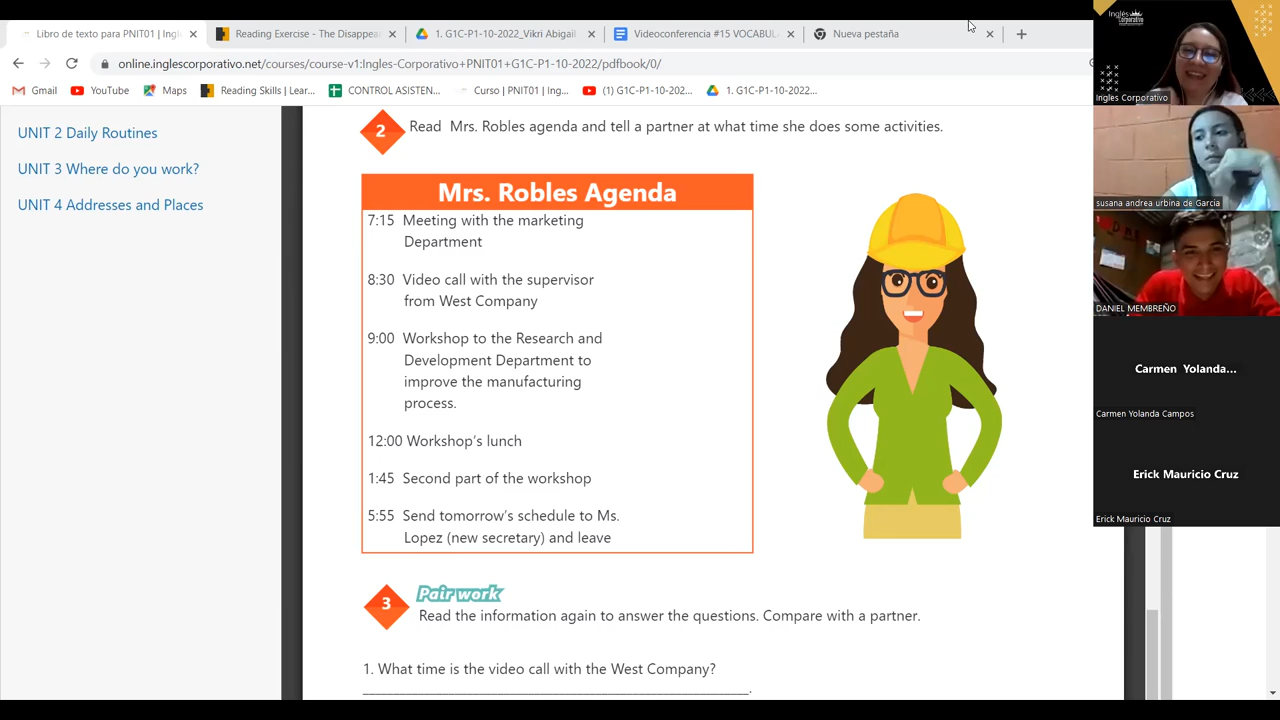 Libro de texto para PNIT01 | Ingl
Reading Exercise - The Disappea
1. G1C-P1-10-2022_Vikri Abigail
Videoconferencia #15 VOCABUL
Nueva pestaña
online.inglescorporativo.net/courses/course-v1:Ingles-Corporativo+PNIT01+G1C-P1-10-2022/pdfbook/0/
Gmail
YouTube
Maps
Reading Skills | Lear...
CONTROL ASISTEN...
Curso | PNIT01 | Ing...
(1) G1C-P1-10-202...
1. G1C-P1-10-2022...
UNIT 2 Daily Routines
UNIT 3 Where do you work?
UNIT 4 Addresses and Places
2
Read Mrs. Robles agenda and tell a partner at what time she does some activities.
Mrs. Robles Agenda
7:15 Meeting with the marketing
Department
8:30 Video call with the supervisor
from West Company
9:00 Workshop to the Research and
Development Department to
improve the manufacturing
process.
12:00 Workshop's lunch
1:45 Second part of the workshop
5:55 Send tomorrow's schedule to Ms.
Lopez (new secretary) and leave
3
Pair work
Read the information again to answer the questions. Compare with a partner.
1. What time is the video call with the West Company?
Inglés
Corporativo
Ingles Corporativo
susana andrea urbina de Garcia
DANIEL MEMBREÑO
Carmen Yolanda...
Carmen Yolanda Campos
Erick Mauricio Cruz
Erick Mauricio Cruz